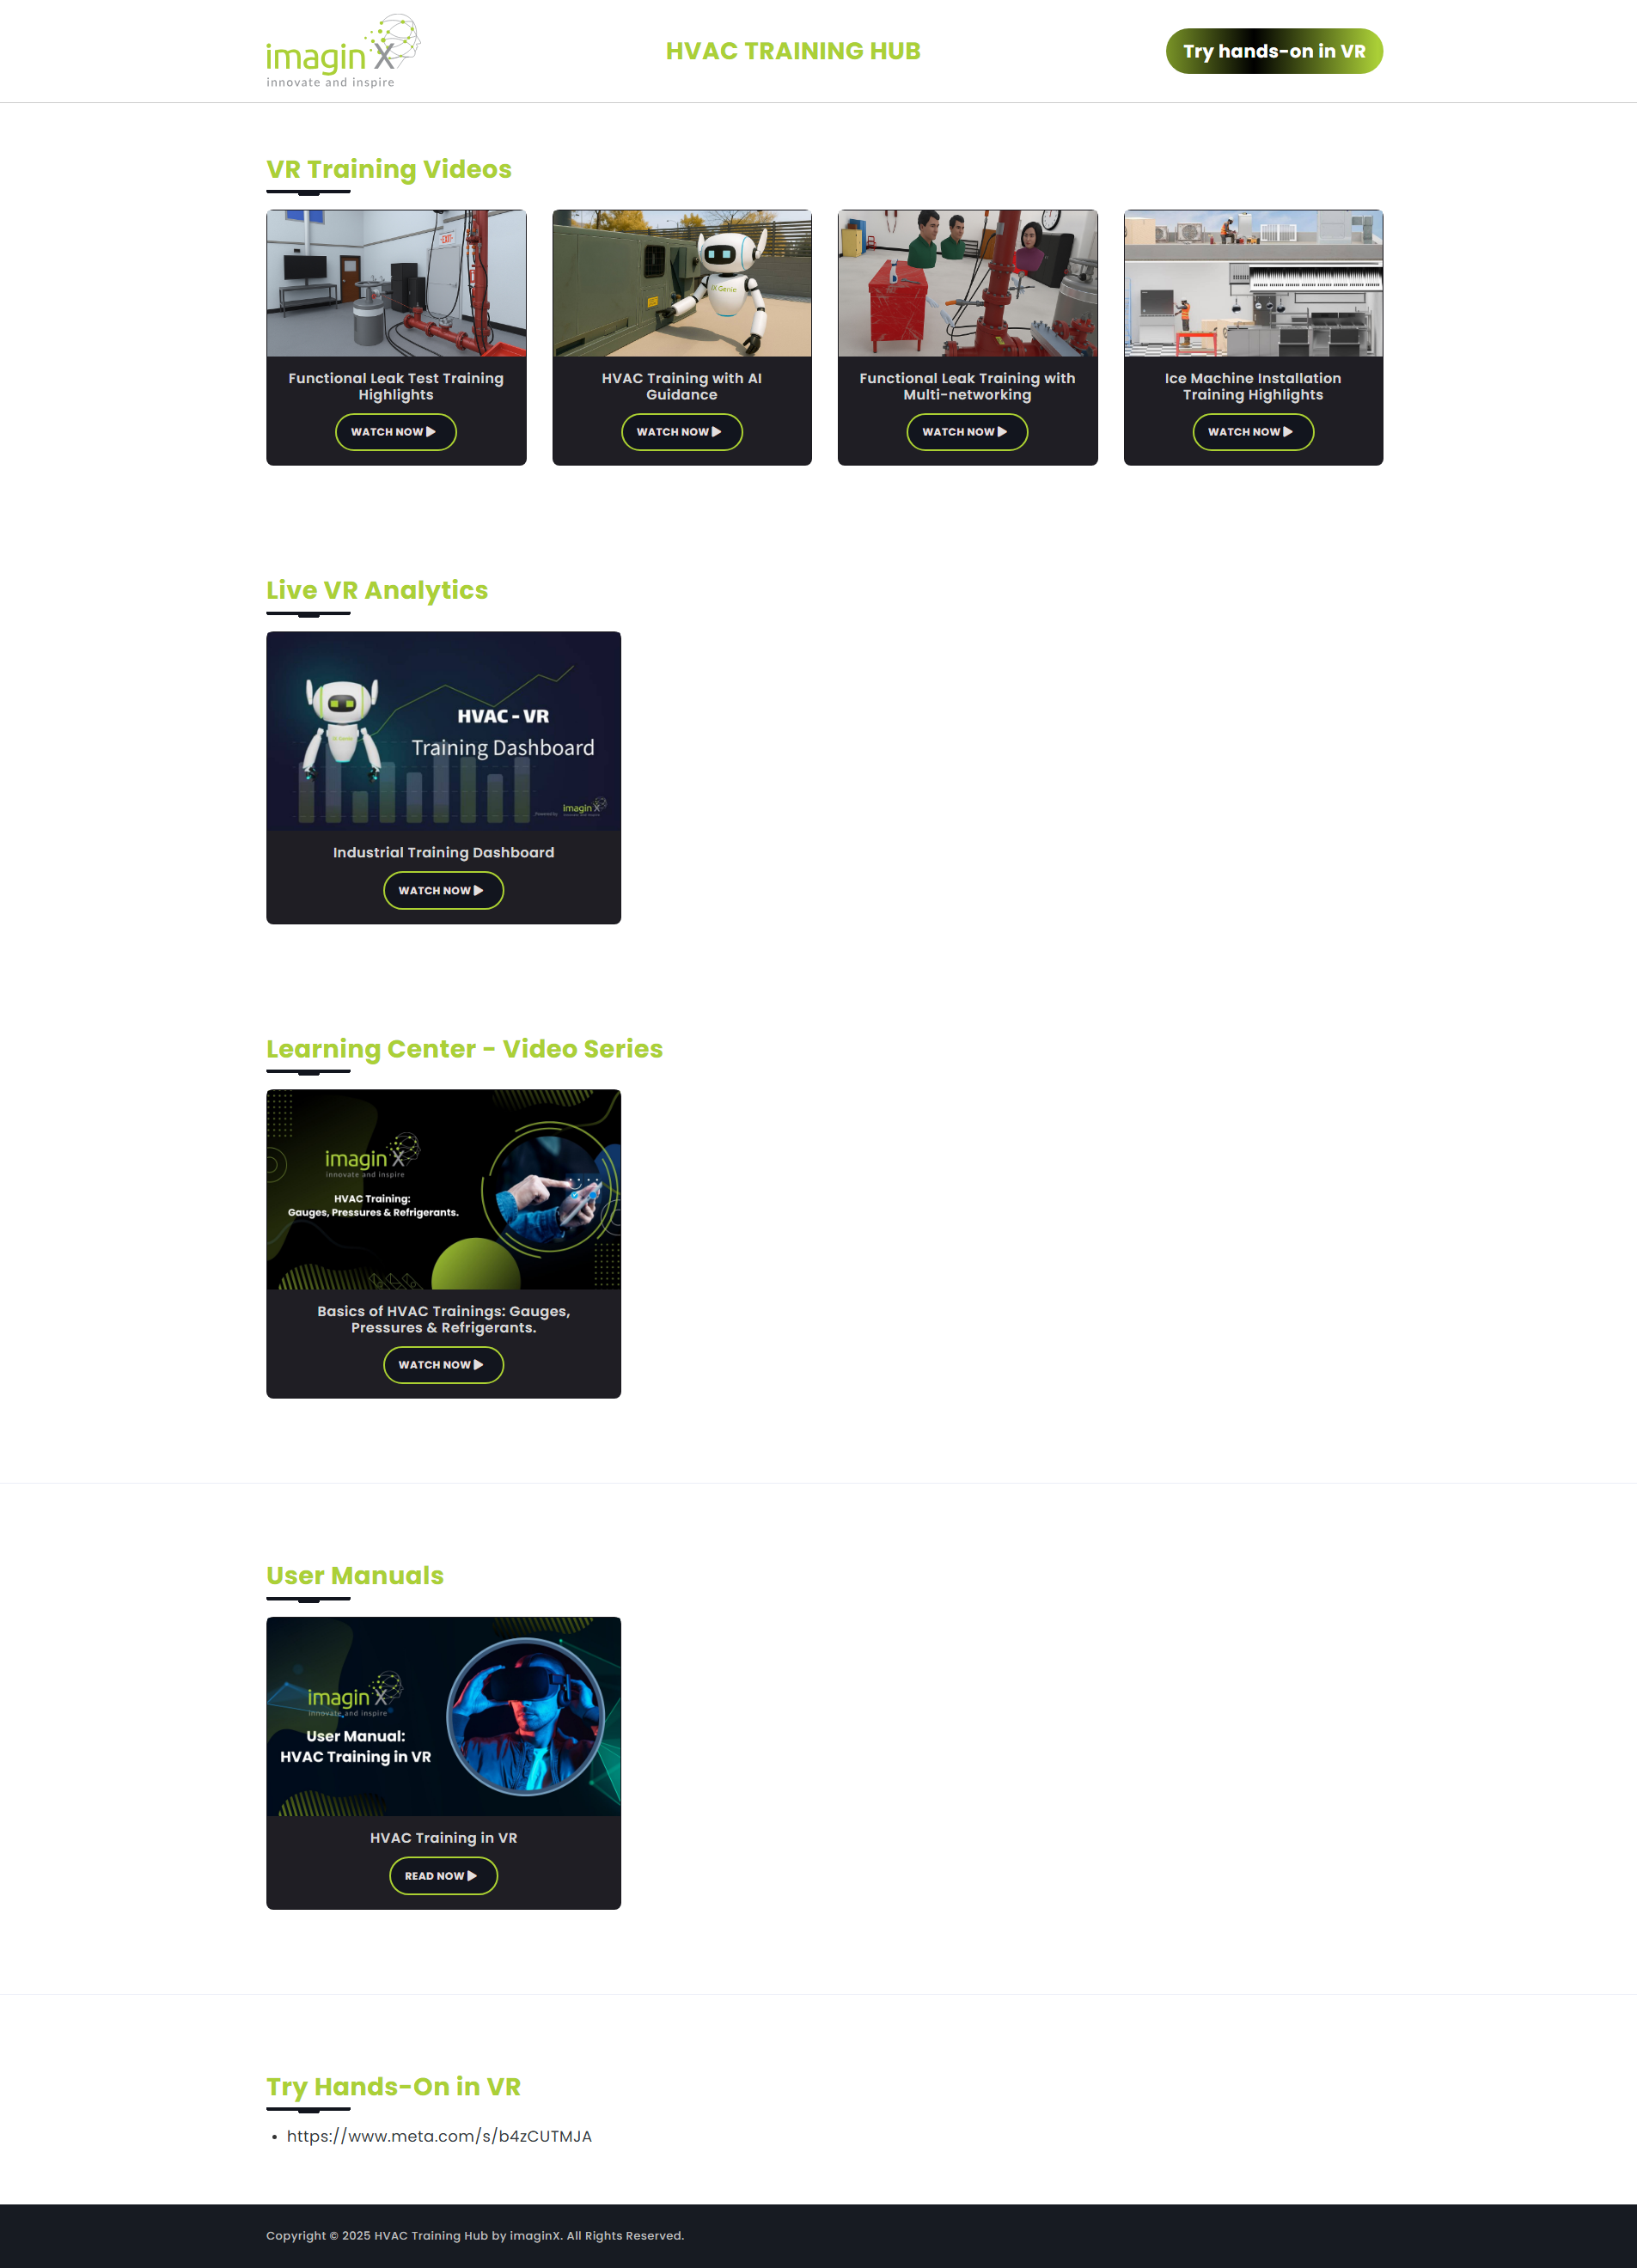 imagin X
innovate and inspire
HVAC TRAINING HUB
Try hands-on in VR
VR Training Videos
EXIT
iX Genie
Functional Leak Test Training
Highlights
WATCH NOW
HVAC Training with AI
Guidance
WATCH NOW
Functional Leak Training with
Multi-networking
WATCH NOW
Ice Machine Installation
Training Highlights
WATCH NOW
Live VR Analytics
HVAC - VR
Training Dashboard
Powered by
imagin X
Industrial Training Dashboard
WATCH NOW
Learning Center - Video Series
imagin X
innovate and inspire
HVAC Training:
Gauges, Pressures & Refrigerants.
Basics of HVAC Trainings: Gauges,
Pressures & Refrigerants.
WATCH NOW
User Manuals
imagin X
innovate and inspire
User Manual:
HVAC Training in VR
HVAC Training in VR
READ NOW
Try Hands-On in VR
• https://www.meta.com/s/b4zCUTMJA
Copyright © 2025 HVAC Training Hub by imaginX. All Rights Reserved.